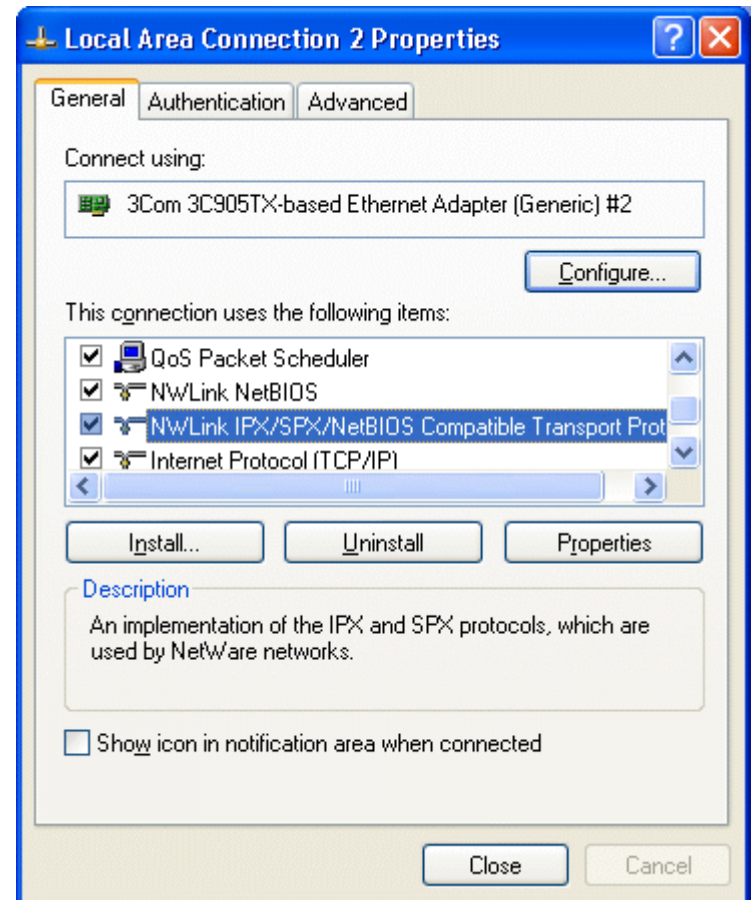 Local Area Connection 2 Properties
General
Authentication
Advanced
Connect using:
3Com 3C905TX-based Ethernet Adapter (Generic) #2
Configure...
This connection uses the following items:
QoS Packet Scheduler
NWLink NetBIOS
NWLink IPX/SPX/NetBIOS Compatible Transport Prot
Internet Protocol (TCP/IP)
Install...
Uninstall
Properties
Description
An implementation of the IPX and SPX protocols, which are
used by NetWare networks.
Show icon in notification area when connected
Close
Cancel